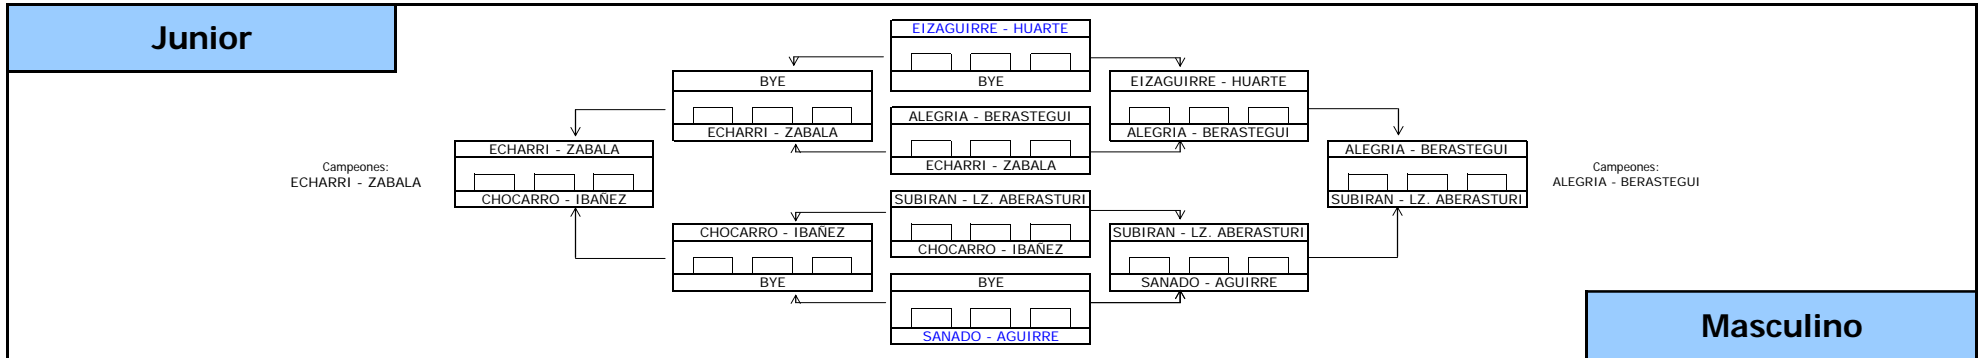 Junior
EIZAGUIRRE - HUARTE
BYE
BYE
ECHARRI - ZABALA
EIZAGUIRRE - HUARTE
ALEGRIA - BERASTEGUI
ALEGRIA - BERASTEGUI
ECHARRI - ZABALA
Campeones:
ECHARRI - ZABALA
ECHARRI - ZABALA
CHOCARRO - IBAÑEZ
ALEGRIA - BERASTEGUI
SUBIRAN - LZ. ABERASTURI
Campeones:
ALEGRIA - BERASTEGUI
SUBIRAN - LZ. ABERASTURI
CHOCARRO - IBAÑEZ
CHOCARRO - IBAÑEZ
BYE
SUBIRAN - LZ. ABERASTURI
SANADO - AGUIRRE
BYE
SANADO - AGUIRRE
Masculino